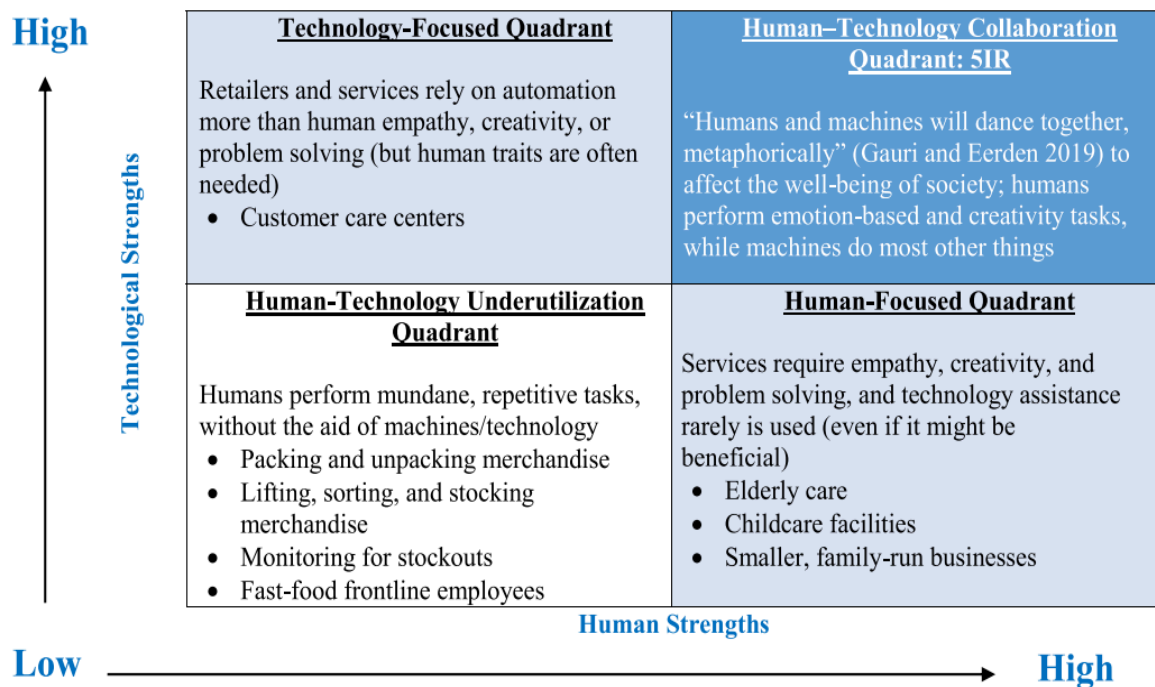 High
Technological Strengths
Technology-Focused Quadrant
Retailers and services rely on automation
more than human empathy, creativity, or
problem solving (but human traits are often
needed)
• Customer care centers
Human–Technology Collaboration
Quadrant: 5IR
“Humans and machines will dance together,
metaphorically” (Gauri and Eerden 2019) to
affect the well-being of society; humans
perform emotion-based and creativity tasks,
while machines do most other things
Human-Technology Underutilization
Quadrant
Humans perform mundane, repetitive tasks,
without the aid of machines/technology
• Packing and unpacking merchandise
• Lifting, sorting, and stocking
merchandise
• Monitoring for stockouts
• Fast-food frontline employees
Human-Focused Quadrant
Services require empathy, creativity, and
problem solving, and technology assistance
rarely is used (even if it might be
beneficial)
• Elderly care
• Childcare facilities
• Smaller, family-run businesses
Human Strengths
Low
High